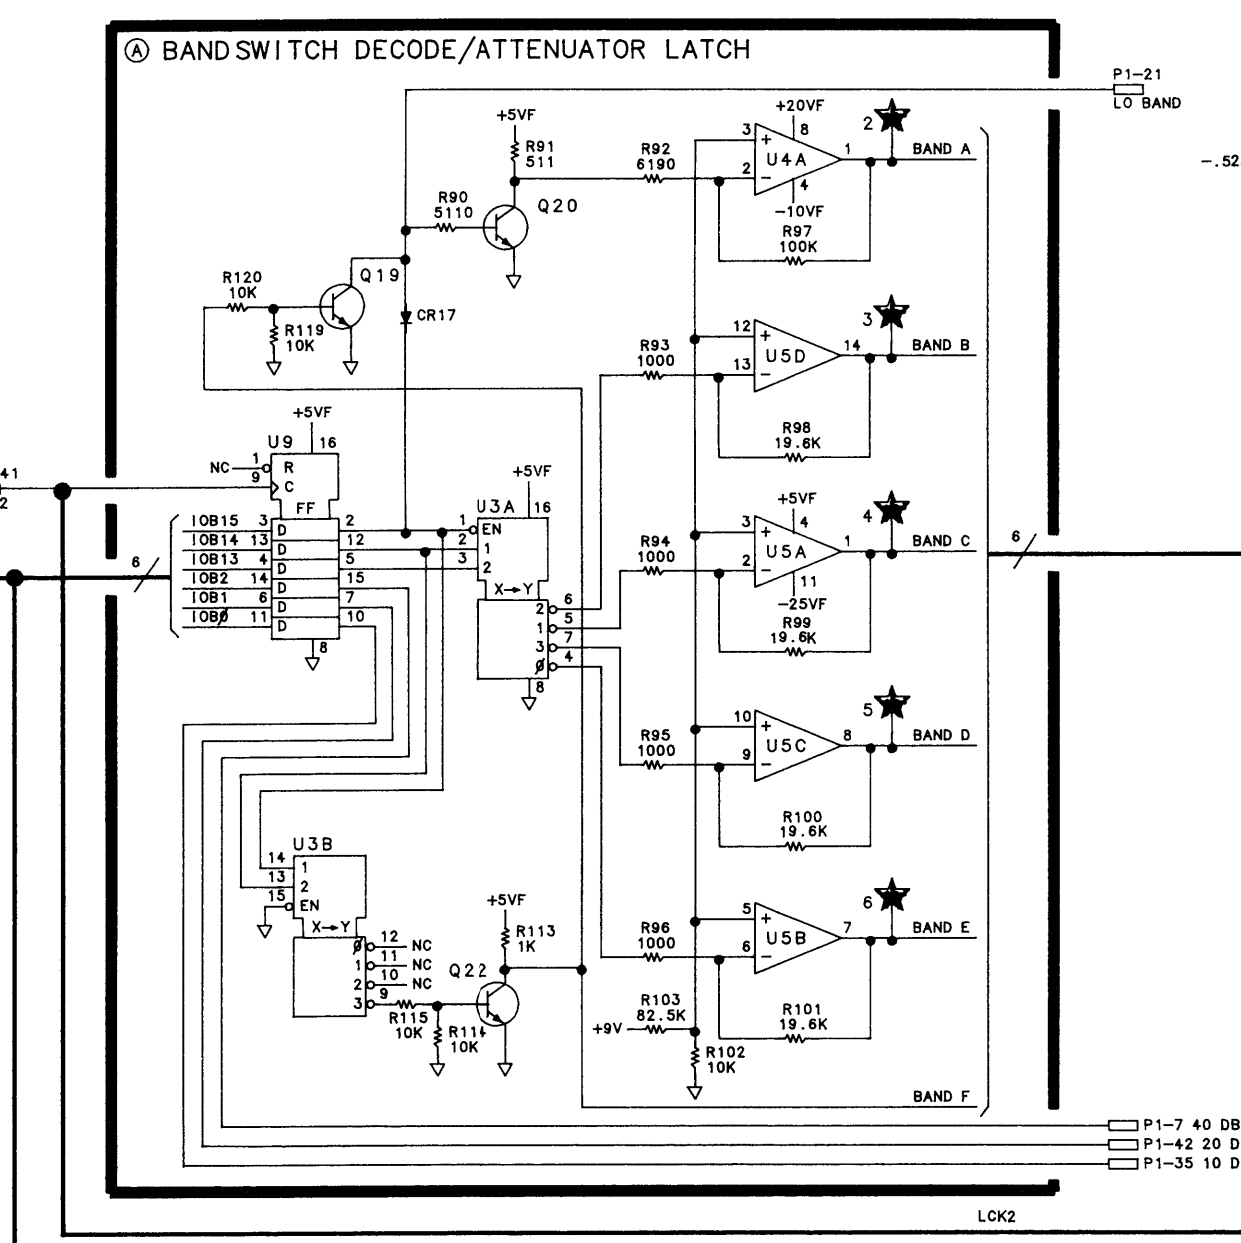 Ⓐ BANDSWITCH DECODE/ATTENUATOR LATCH
P1-21
LO BAND
-.52
+20VF
+5VF
R91
511
R92
6190
3 + 8
U4A 1
2 - 4
-10VF
2
BAND A
R90
5110
Q20
R97
100K
R120
10K
Q19
R119
10K
CR17
R93
1000
12 +
U5D 14
13 -
3
BAND B
R98
19.6K
+5VF
U9 16
NC 1 R
9 C
41
2
FF
IOB15 3 D 2
IOB14 13 D 12
IOB13 4 D 5
IOB2 14 D 15
IOB1 6 D 7
IOBØ 11 D 10
8
6
+5VF
U3A 16
1 EN
2 1
3 2
X→Y
2 6
1 5
3 7
Ø 4
8
R94
1000
+5VF
3 + 4
U5A 1
2 - 11
-25VF
4
BAND C
6
R99
19.6K
R95
1000
10 +
U5C 8
9 -
5
BAND D
R100
19.6K
U3B
14 1
13 2
15 EN
X→Y
Ø 12 NC
1 11 NC
2 10 NC
3 9
R115
10K
R114
10K
Q22
+5VF
R113
1K
R96
1000
5 +
U5B 7
6 -
6
BAND E
R101
19.6K
R103
82.5K
+9V
R102
10K
BAND F
P1-7 40 DB
P1-42 20 D
P1-35 10 D
LCK2